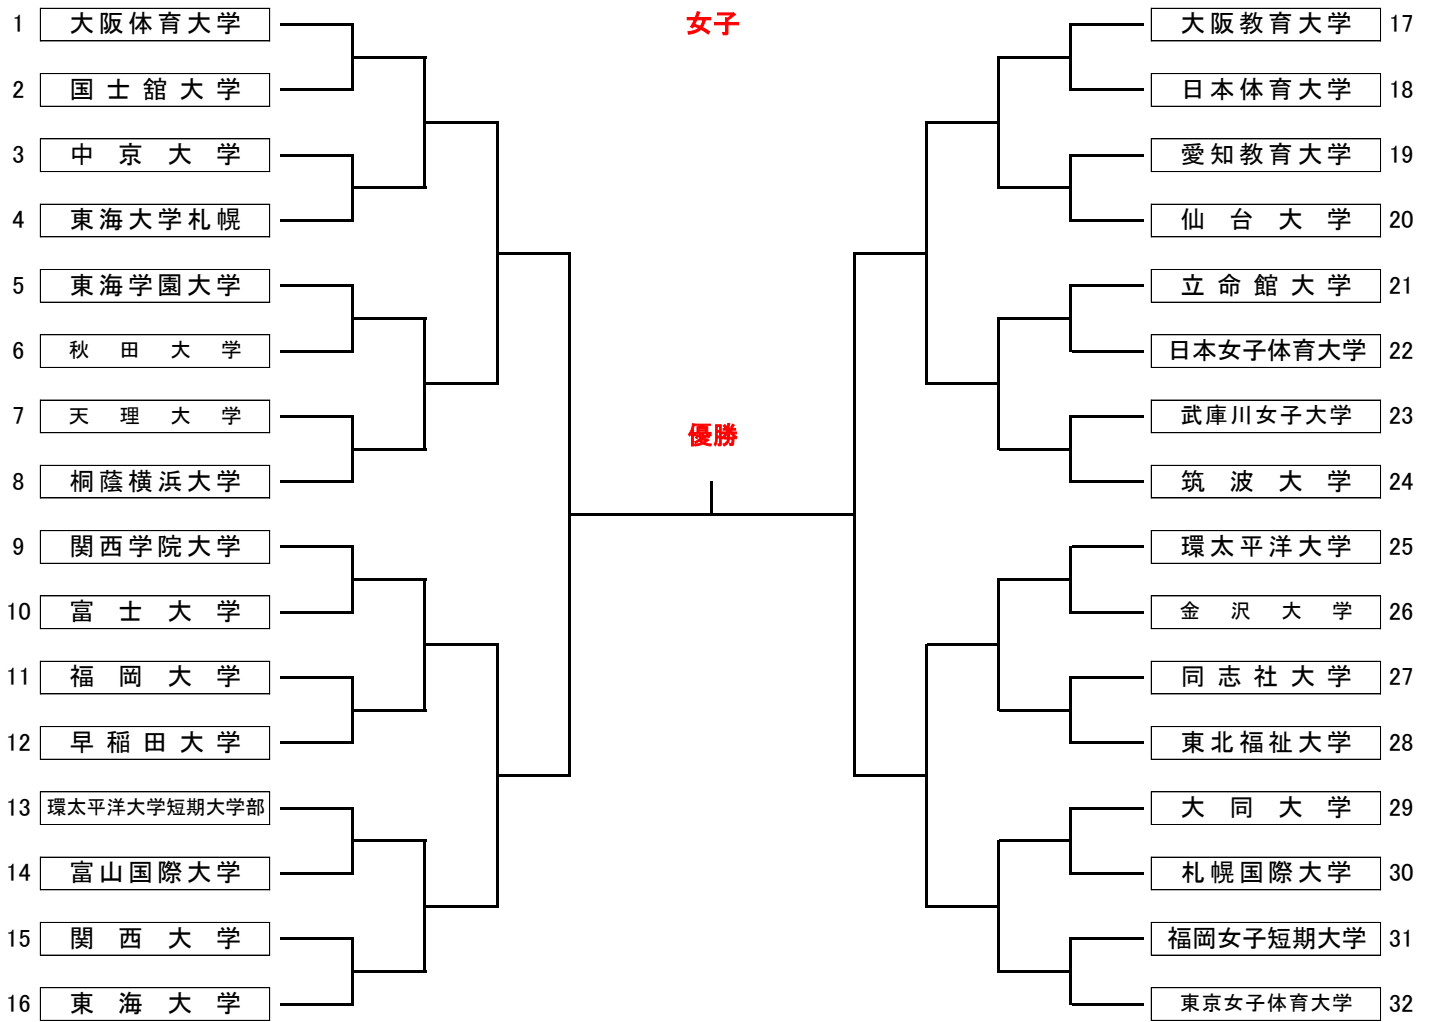 女子
1 大阪体育大学
2 国士舘大学
3 中京大学
4 東海大学札幌
5 東海学園大学
6 秋田大学
7 天理大学
8 桐蔭横浜大学
9 関西学院大学
10 富士大学
11 福岡大学
12 早稲田大学
13 環太平洋大学短期大学部
14 富山国際大学
15 関西大学
16 東海大学
優勝
大阪教育大学 17
日本体育大学 18
愛知教育大学 19
仙台大学 20
立命館大学 21
日本女子体育大学 22
武庫川女子大学 23
筑波大学 24
環太平洋大学 25
金沢大学 26
同志社大学 27
東北福祉大学 28
大同大学 29
札幌国際大学 30
福岡女子短期大学 31
東京女子体育大学 32